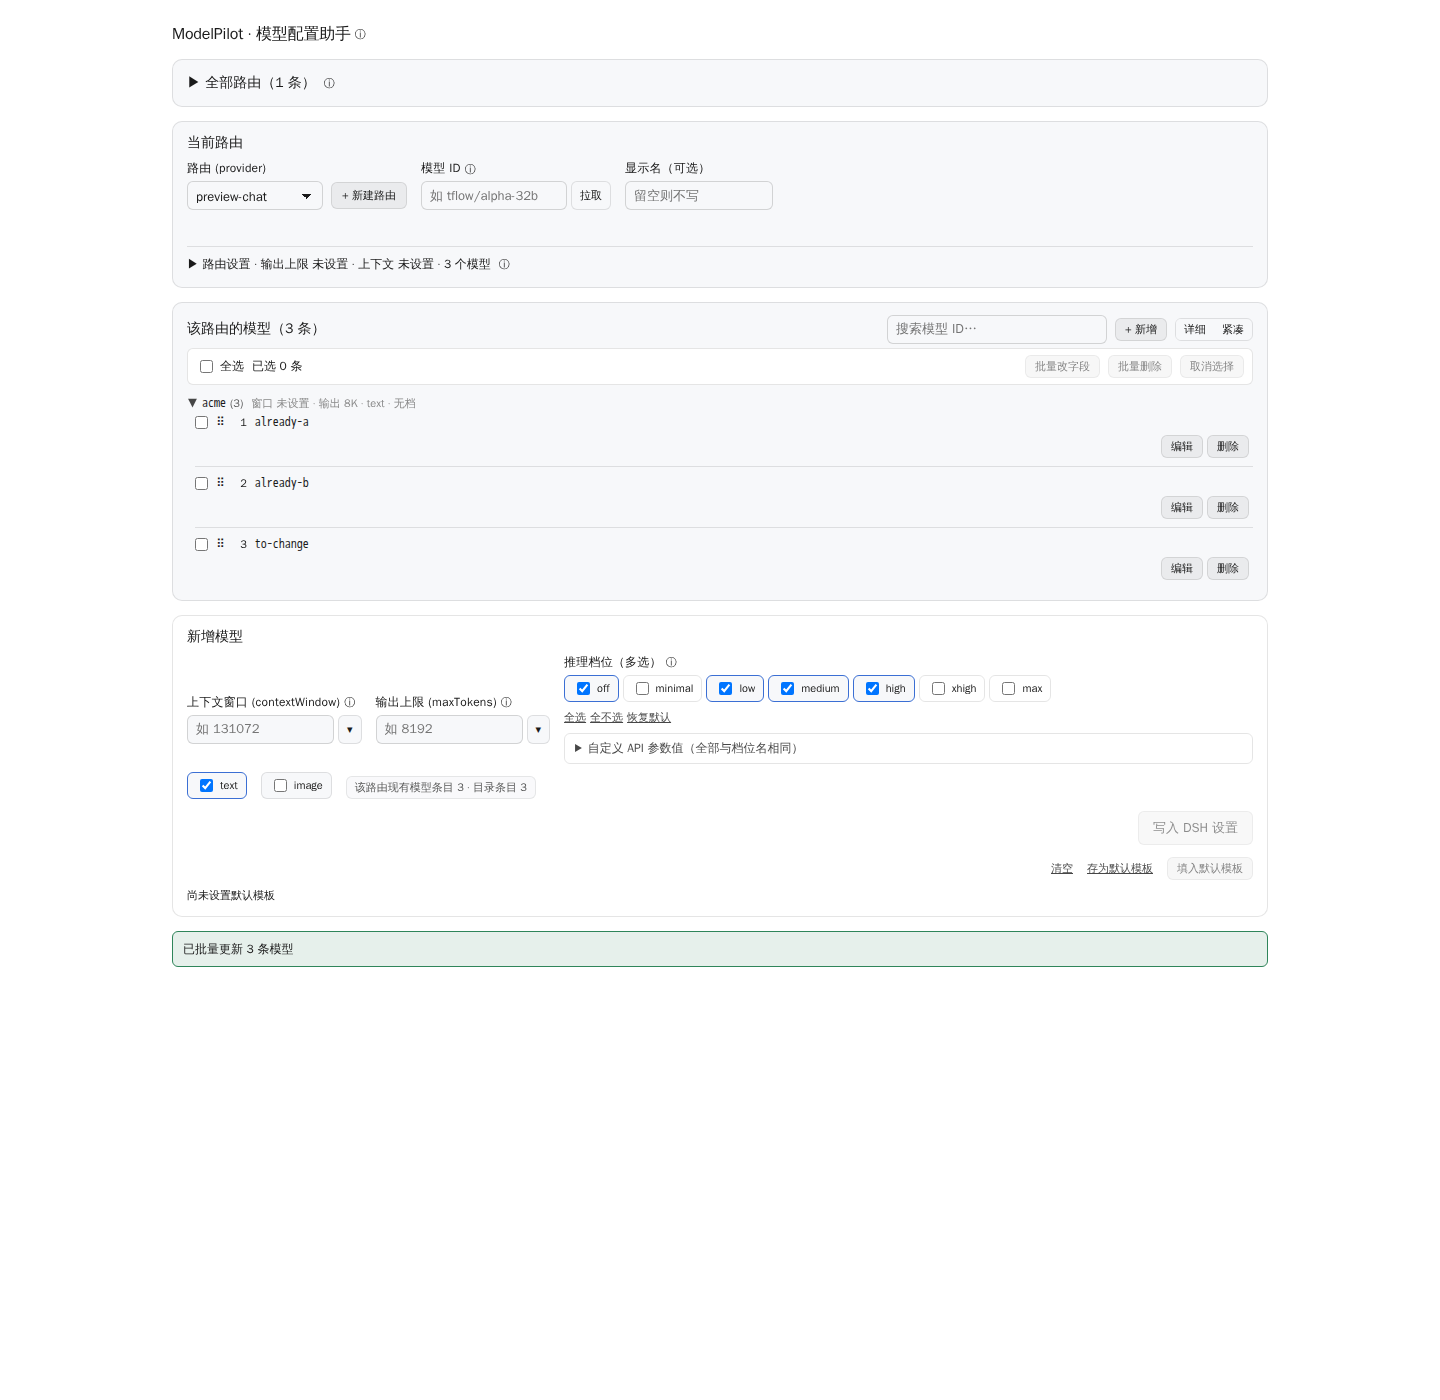 ModelPilot · 模型配置助手 ⓘ
▶ 全部路由（1 条） ⓘ
当前路由
路由 (provider) 模型 ID ⓘ 显示名（可选）
preview-chat + 新建路由 如 tflow/alpha-32b 拉取 留空则不写
▶ 路由设置 · 输出上限 未设置 · 上下文 未设置 · 3 个模型 ⓘ
该路由的模型（3 条） 搜索模型 ID… + 新增 详细 紧凑
全选 已选 0 条 批量改字段 批量删除 取消选择
▼ acme (3) 窗口 未设置 · 输出 8K · text · 无档
⠿ 1 already-a
编辑 删除
⠿ 2 already-b
编辑 删除
⠿ 3 to-change
编辑 删除
新增模型
推理档位（多选） ⓘ
off minimal low medium high xhigh max
上下文窗口 (contextWindow) ⓘ 输出上限 (maxTokens) ⓘ
全选 全不选 恢复默认
如 131072 ▾ 如 8192 ▾
▶ 自定义 API 参数值（全部与档位名相同）
text image 该路由现有模型条目 3 · 目录条目 3
写入 DSH 设置
清空 存为默认模板 填入默认模板
尚未设置默认模板
已批量更新 3 条模型